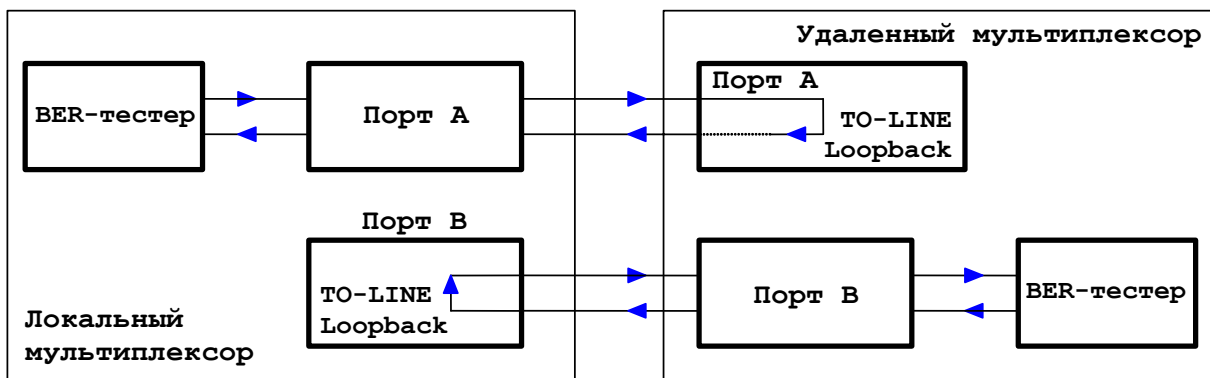 Удаленный мультиплексор
BER-тестер
Порт А
Порт А
TO-LINE
Loopback
Порт В
TO-LINE
Loopback
Порт В
BER-тестер
Локальный
мультиплексор